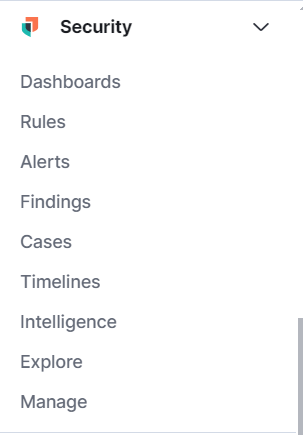 Security
Dashboards
Rules
Alerts
Findings
Cases
Timelines
Intelligence
Explore
Manage